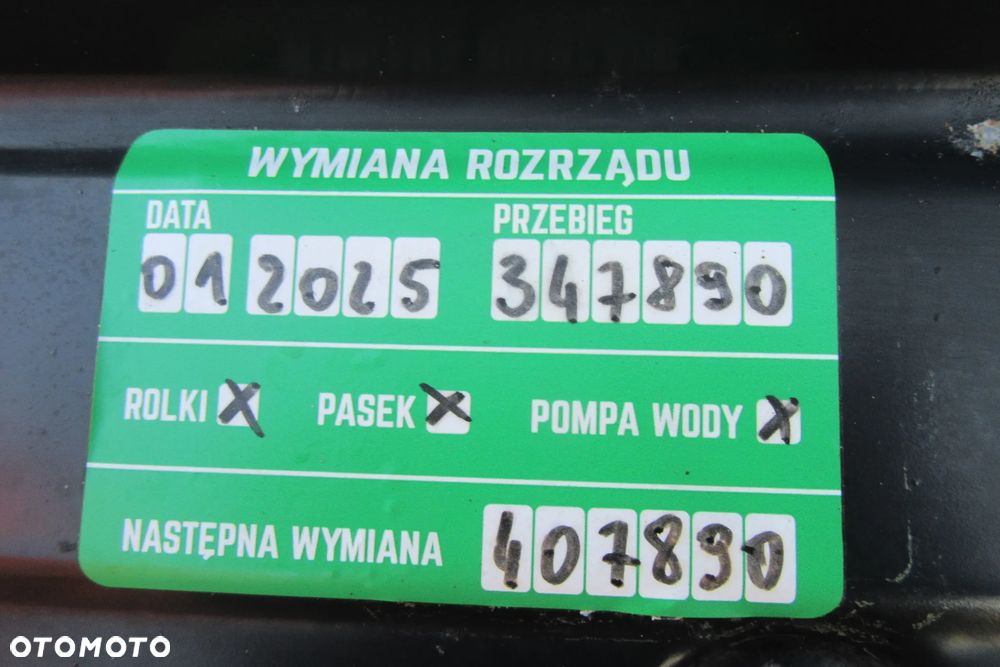 WYMIANA ROZRZĄDU
DATA PRZEBIEG
01 2025 347890
ROLKI X PASEK X POMPA WODY X
NASTĘPNA WYMIANA 407890
OTOMOTO